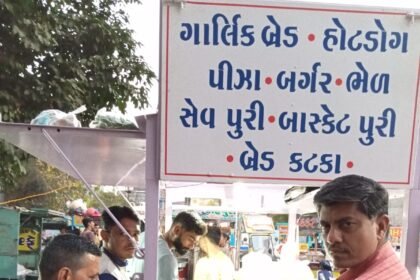 ગાર્લિક બ્રેડ • હોટડોગ
પીઝા • બર્ગર • ભેળ
સેવ પુરી • બાસ્કેટ પુરી
• બ્રેડ કટકા •